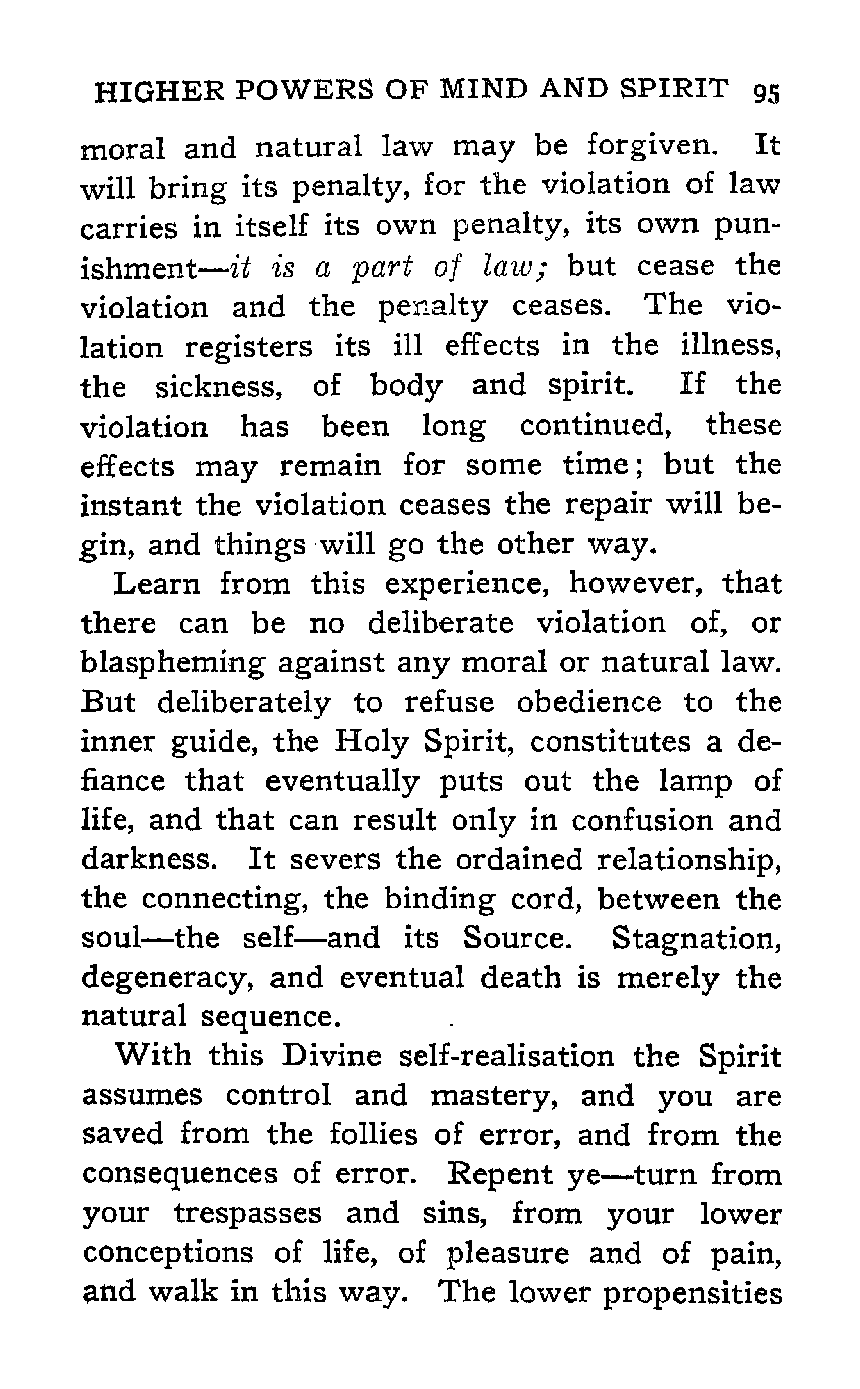 HIGHER POWERS OF MIND AND SPIRIT 95
moral and natural law may be forgiven. It
will bring its penalty, for the violation of law
carries in itself its own penalty, its own pun-
ishment—it is a part of law; but cease the
violation and the penalty ceases. The vio-
lation registers its ill effects in the illness,
the sickness, of body and spirit. If the
violation has been long continued, these
effects may remain for some time; but the
instant the violation ceases the repair will be-
gin, and things will go the other way.
Learn from this experience, however, that
there can be no deliberate violation of, or
blaspheming against any moral or natural law.
But deliberately to refuse obedience to the
inner guide, the Holy Spirit, constitutes a de-
fiance that eventually puts out the lamp of
life, and that can result only in confusion and
darkness. It severs the ordained relationship,
the connecting, the binding cord, between the
soul—the self—and its Source. Stagnation,
degeneracy, and eventual death is merely the
natural sequence.
With this Divine self-realisation the Spirit
assumes control and mastery, and you are
saved from the follies of error, and from the
consequences of error. Repent ye—turn from
your trespasses and sins, from your lower
conceptions of life, of pleasure and of pain,
and walk in this way. The lower propensities